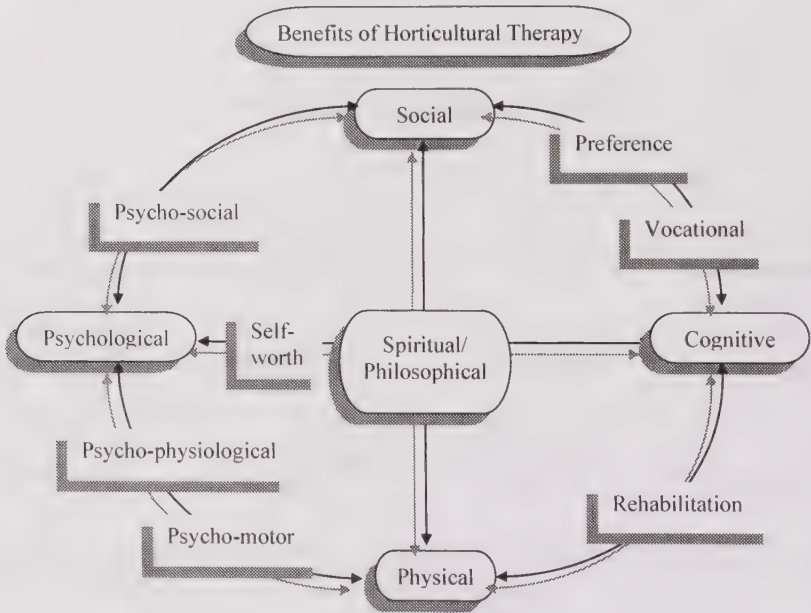 Benefits of Horticultural Therapy
Social
Preference
Psycho-social
Vocational
Psychological
Self-
worth
Spiritual/
Philosophical
Cognitive
Psycho-physiological
Rehabilitation
Psycho-motor
Physical